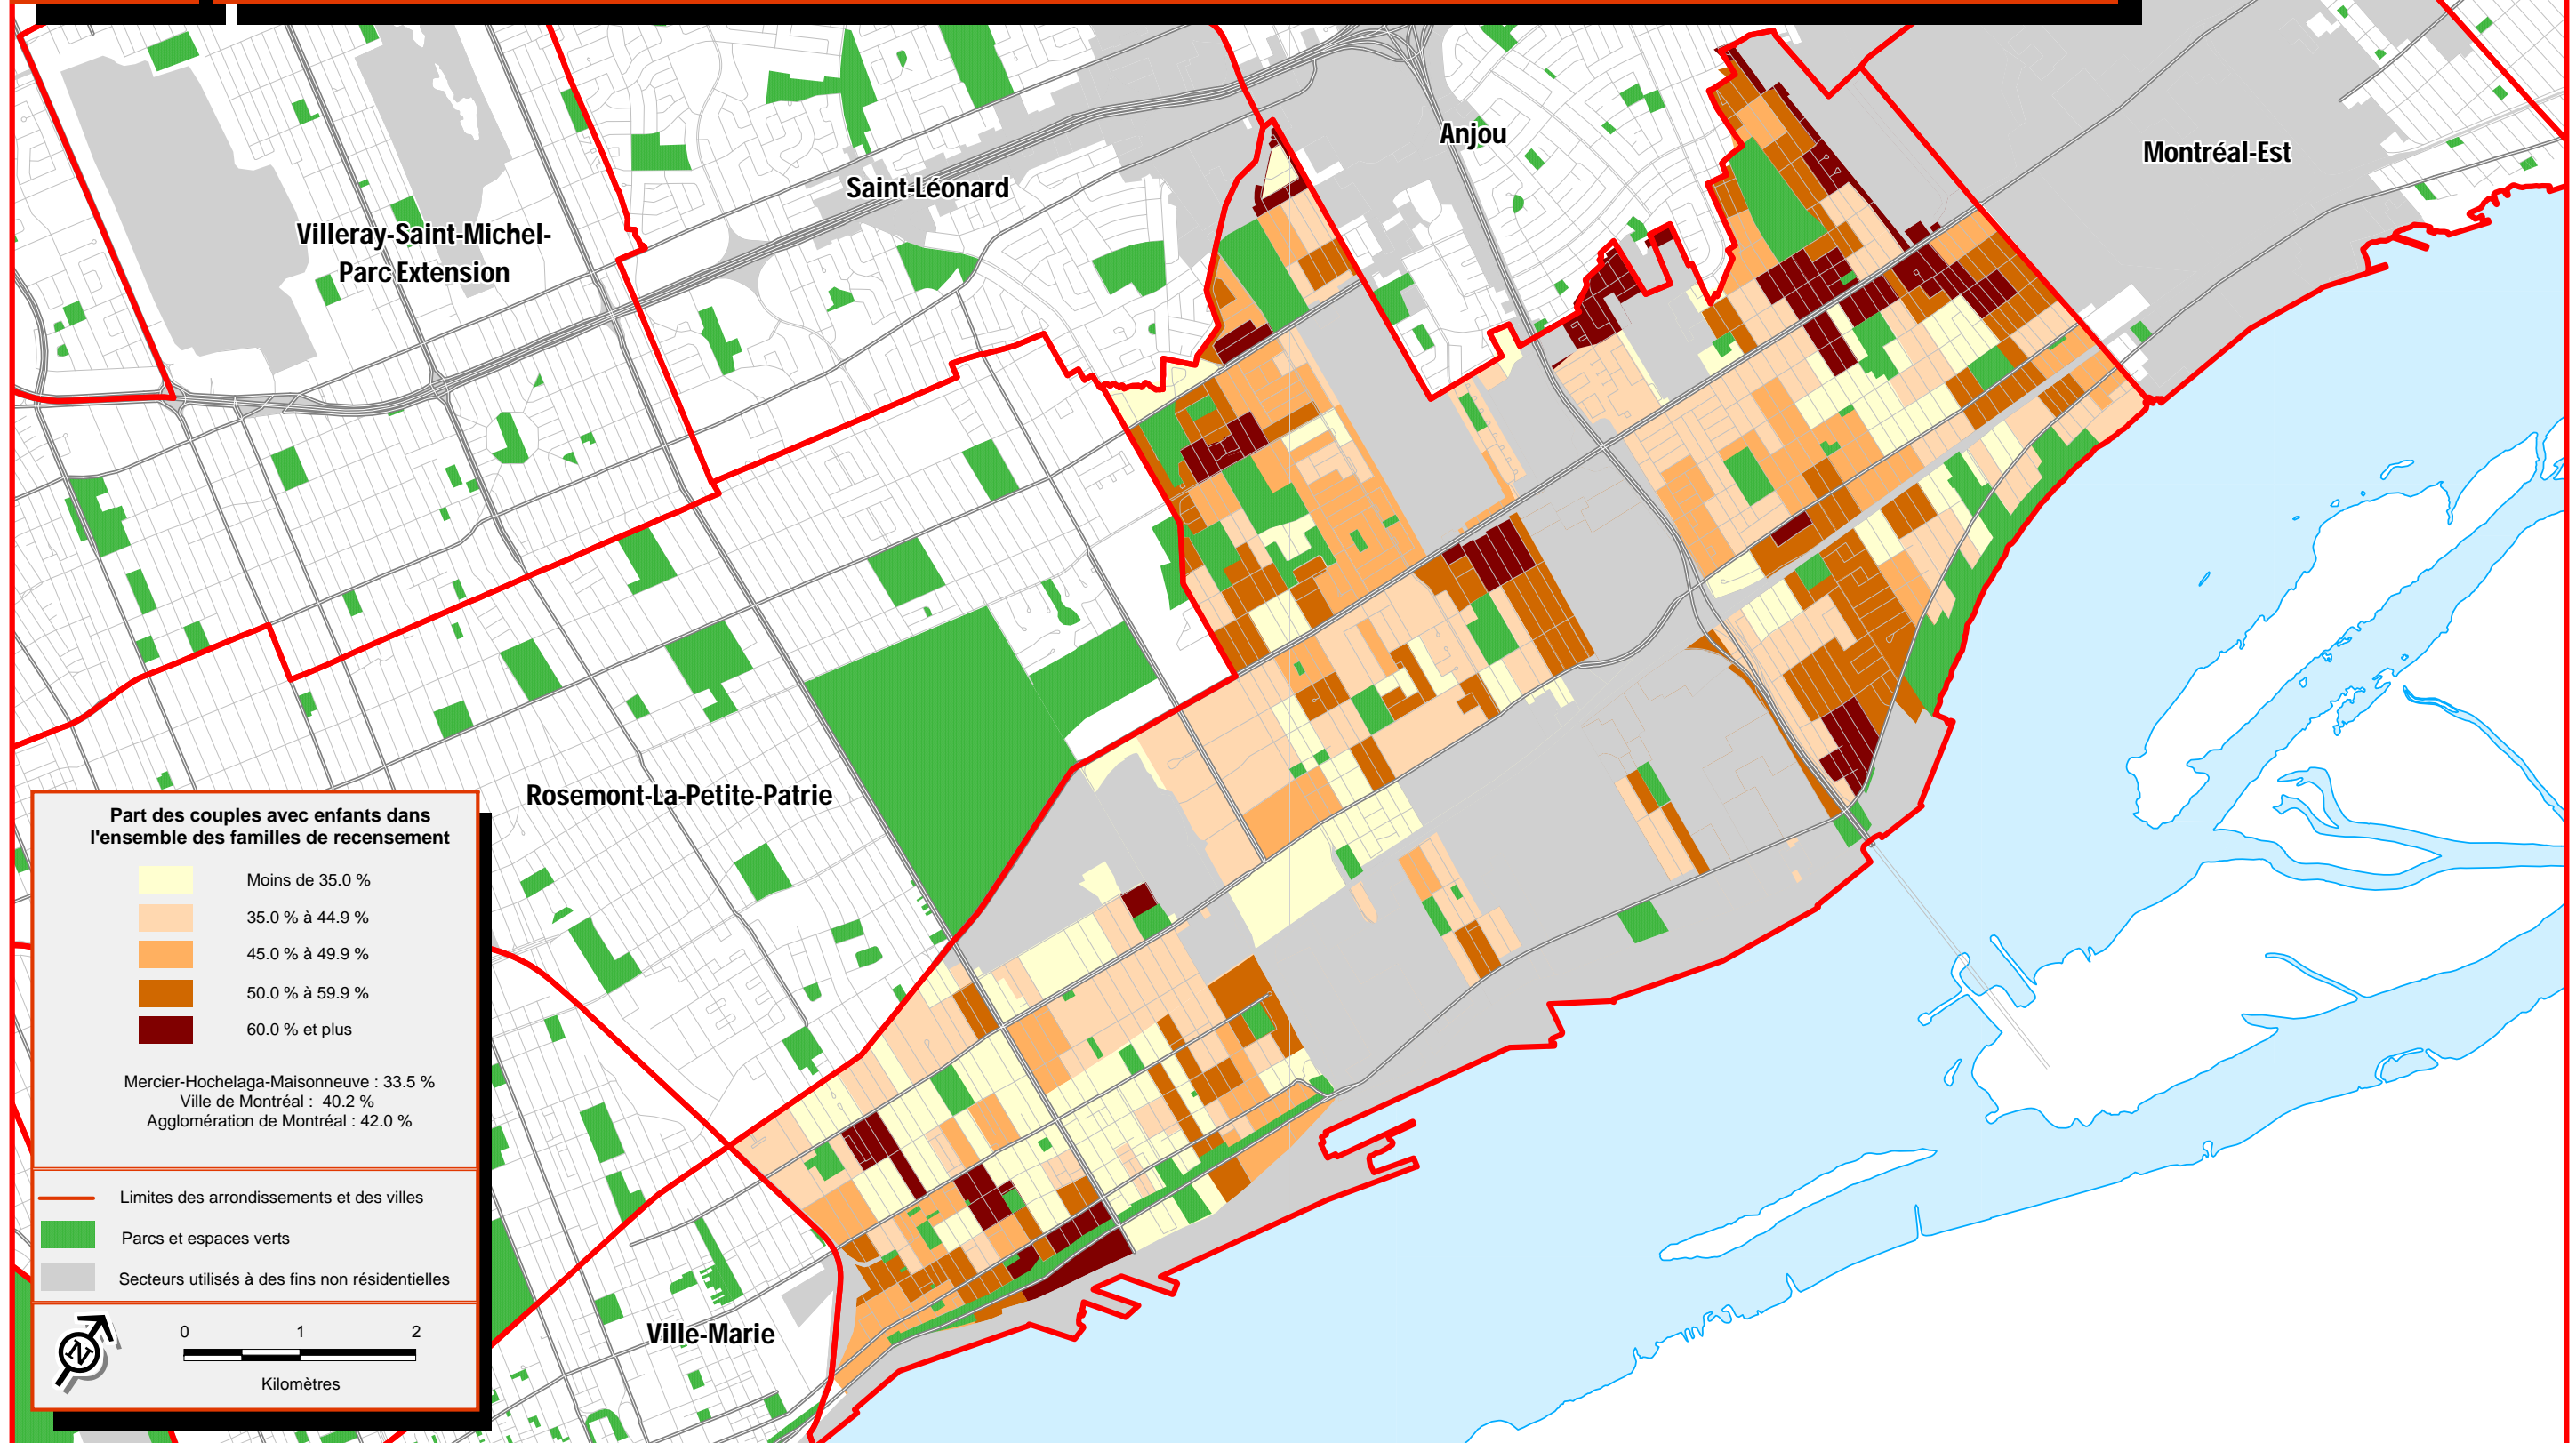 Anjou
Montréal-Est
Saint-Léonard
Villeray-Saint-Michel-
Parc Extension
Rosemont-La-Petite-Patrie
Part des couples avec enfants dans
l'ensemble des familles de recensement
Moins de 35.0 %
35.0 % à 44.9 %
45.0 % à 49.9 %
50.0 % à 59.9 %
60.0 % et plus
Mercier-Hochelaga-Maisonneuve : 33.5 %
Ville de Montréal : 40.2 %
Agglomération de Montréal : 42.0 %
Limites des arrondissements et des villes
Parcs et espaces verts
Secteurs utilisés à des fins non résidentielles
N
0 1 2
Kilomètres
Ville-Marie